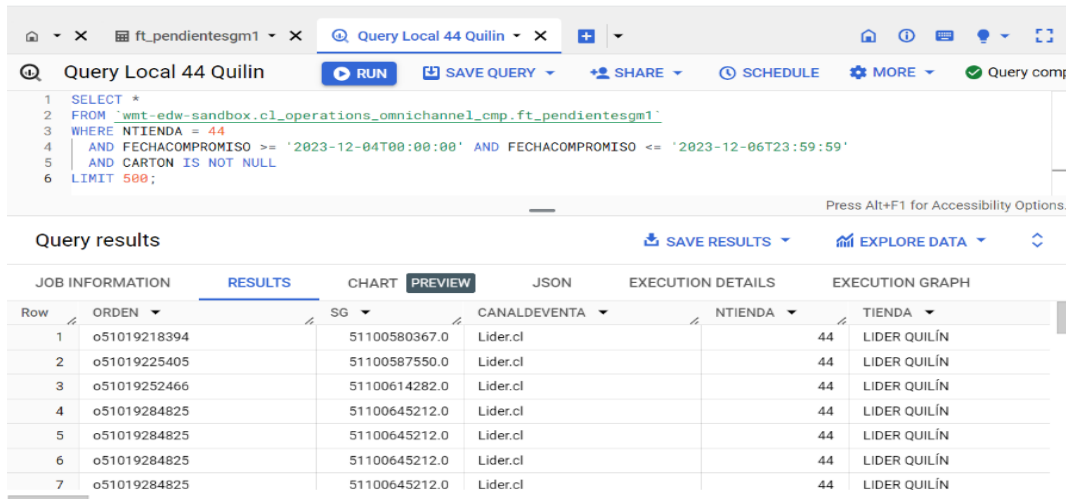 ft_pendientesgm1
Query Local 44 Quilin
Query Local 44 Quilin RUN SAVE QUERY SHARE SCHEDULE MORE Query comp
1 SELECT *
2 FROM `wmt-edw-sandbox.cl_operations_omnichannel_cmp.ft_pendientesgm1`
3 WHERE NTIENDA = 44
4 AND FECHACOMPROMISO >= '2023-12-04T00:00:00' AND FECHACOMPROMISO <= '2023-12-06T23:59:59'
5 AND CARTON IS NOT NULL
6 LIMIT 500;
Press Alt+F1 for Accessibility Options.
Query results SAVE RESULTS EXPLORE DATA
JOB INFORMATION RESULTS CHART PREVIEW JSON EXECUTION DETAILS EXECUTION GRAPH
Row ORDEN SG CANALDEVENTA NTIENDA TIENDA
1 o51019218394 51100580367.0 Lider.cl 44 LIDER QUILÍN
2 o51019225405 51100587550.0 Lider.cl 44 LIDER QUILÍN
3 o51019252466 51100614282.0 Lider.cl 44 LIDER QUILÍN
4 o51019284825 51100645212.0 Lider.cl 44 LIDER QUILÍN
5 o51019284825 51100645212.0 Lider.cl 44 LIDER QUILÍN
6 o51019284825 51100645212.0 Lider.cl 44 LIDER QUILÍN
7 o51019284825 51100645212.0 Lider.cl 44 LIDER QUILÍN